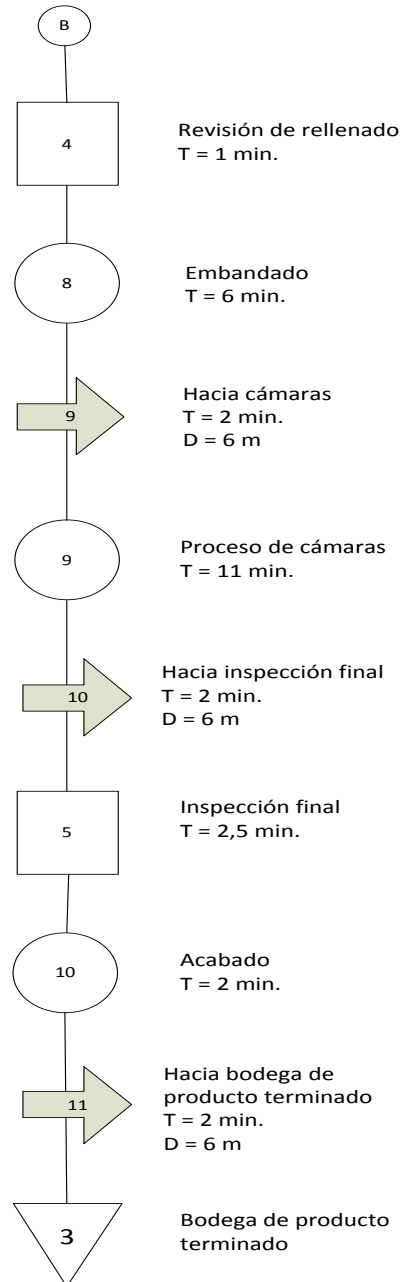 B
4
Revisión de rellenado
T = 1 min.
8
Embandado
T = 6 min.
9
Hacia cámaras
T = 2 min.
D = 6 m
9
Proceso de cámaras
T = 11 min.
10
Hacia inspección final
T = 2 min.
D = 6 m
5
Inspección final
T = 2,5 min.
10
Acabado
T = 2 min.
11
Hacia bodega de
producto terminado
T = 2 min.
D = 6 m
3
Bodega de producto
terminado